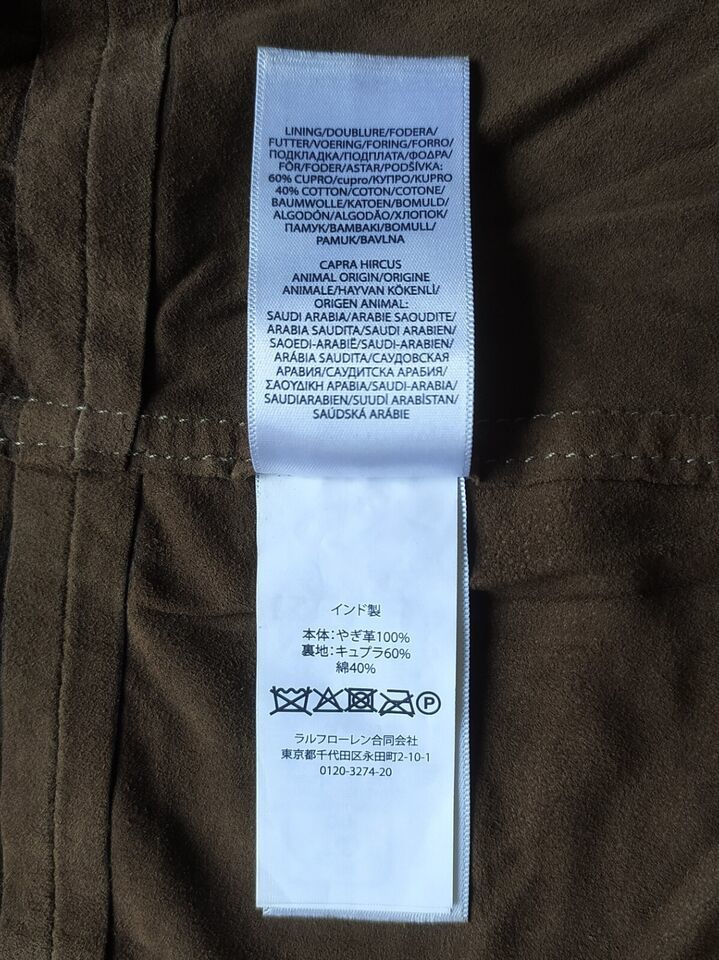 LINING/DOUBLURE/FODERA/
FUTTER/VOERING/FORING/FORRO/
ПОДКЛАДКА/ПОДПЛАТА/ΦΟΔΡΑ/
FÖR/FODER/ASTAR/PODŠÍVKA:
60% CUPRO/cupro/КУПРО/KUPRO
40% COTTON/COTON/COTONE/
BAUMWOLLE/KATOEN/BOMULD/
ALGODÓN/ALGODÃO/ХЛОПОК/
ПАМУК/BAMBAKI/BOMULL/
PAMUK/BAVLNA
CAPRA HIRCUS
ANIMAL ORIGIN/ORIGINE
ANIMALE/HAYVAN KÖKENLİ/
ORIGEN ANIMAL:
SAUDI ARABIA/ARABIE SAOUDITE/
ARABIA SAUDITA/SAUDI ARABIEN/
SAOEDI-ARABIË/SAUDI-ARABIEN/
ARÁBIA SAUDITA/САУДОВСКАЯ
АРАВИЯ/САУДИТСКА АРАБИЯ/
ΣΑΟΥΔΙΚΗ ΑΡΑΒΙΑ/SAUDI-ARABIA/
SAUDIARABIEN/SUUDİ ARABİSTAN/
SAÚDSKÁ ARÁBIE
インド製
本体:やぎ革100%
裏地:キュプラ60%
綿40%
P
ラルフローレン合同会社
東京都千代田区永田町2-10-1
0120-3274-20